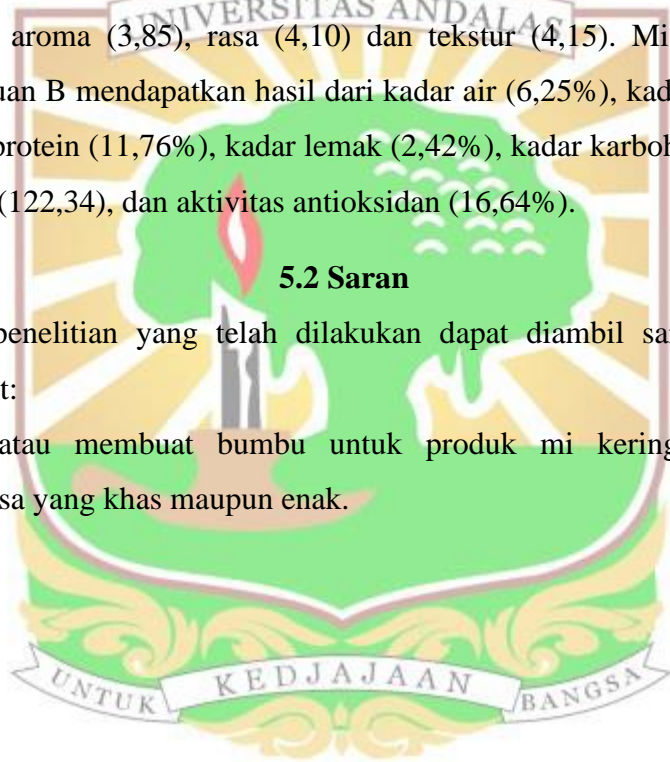 UNIVERSITAS ANDALAS
aroma (3,85), rasa (4,10) dan tekstur (4,15). Mi
uan B mendapatkan hasil dari kadar air (6,25%), kad
protein (11,76%), kadar lemak (2,42%), kadar karboh
(122,34), dan aktivitas antioksidan (16,64%).
5.2 Saran
penelitian yang telah dilakukan dapat diambil sar
t:
atau membuat bumbu untuk produk mi kering
sa yang khas maupun enak.
UNTUK KEDJAJAAN BANGSA